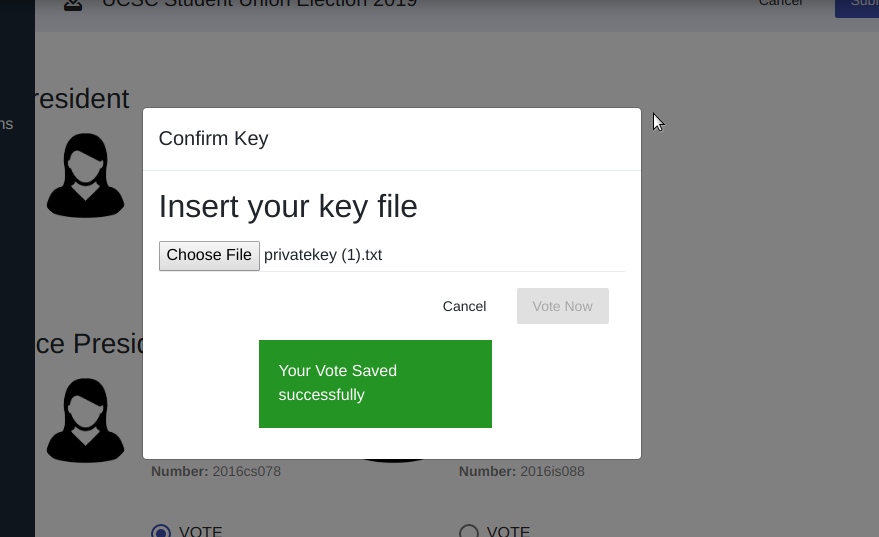 UCSC Student Union Election 2019
Cancel
Subm
resident
ns
Confirm Key
Insert your key file
Choose File privatekey (1).txt
Cancel
Vote Now
ce Presid
Your Vote Saved
successfully
Number: 2016cs078
Number: 2016is088
VOTE
VOTE